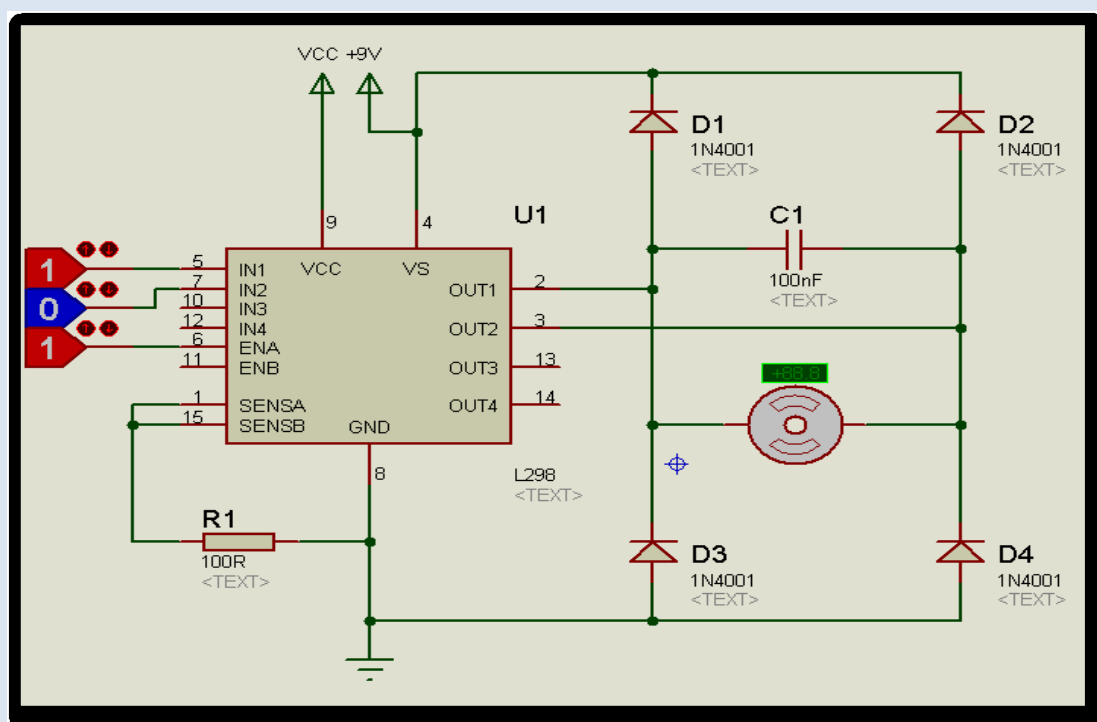 VCC +9V
D1
1N4001
<TEXT>
D2
1N4001
<TEXT>
9
4
U1
C1
100nF
<TEXT>
1
0
1
5
7
10
12
6
11
1
15
IN1
IN2
IN3
IN4
ENA
ENB
SENSA
SENSB
VCC
VS
GND
OUT1
OUT2
OUT3
OUT4
2
3
13
14
8
+88.8
L298
<TEXT>
R1
100R
<TEXT>
D3
1N4001
<TEXT>
D4
1N4001
<TEXT>